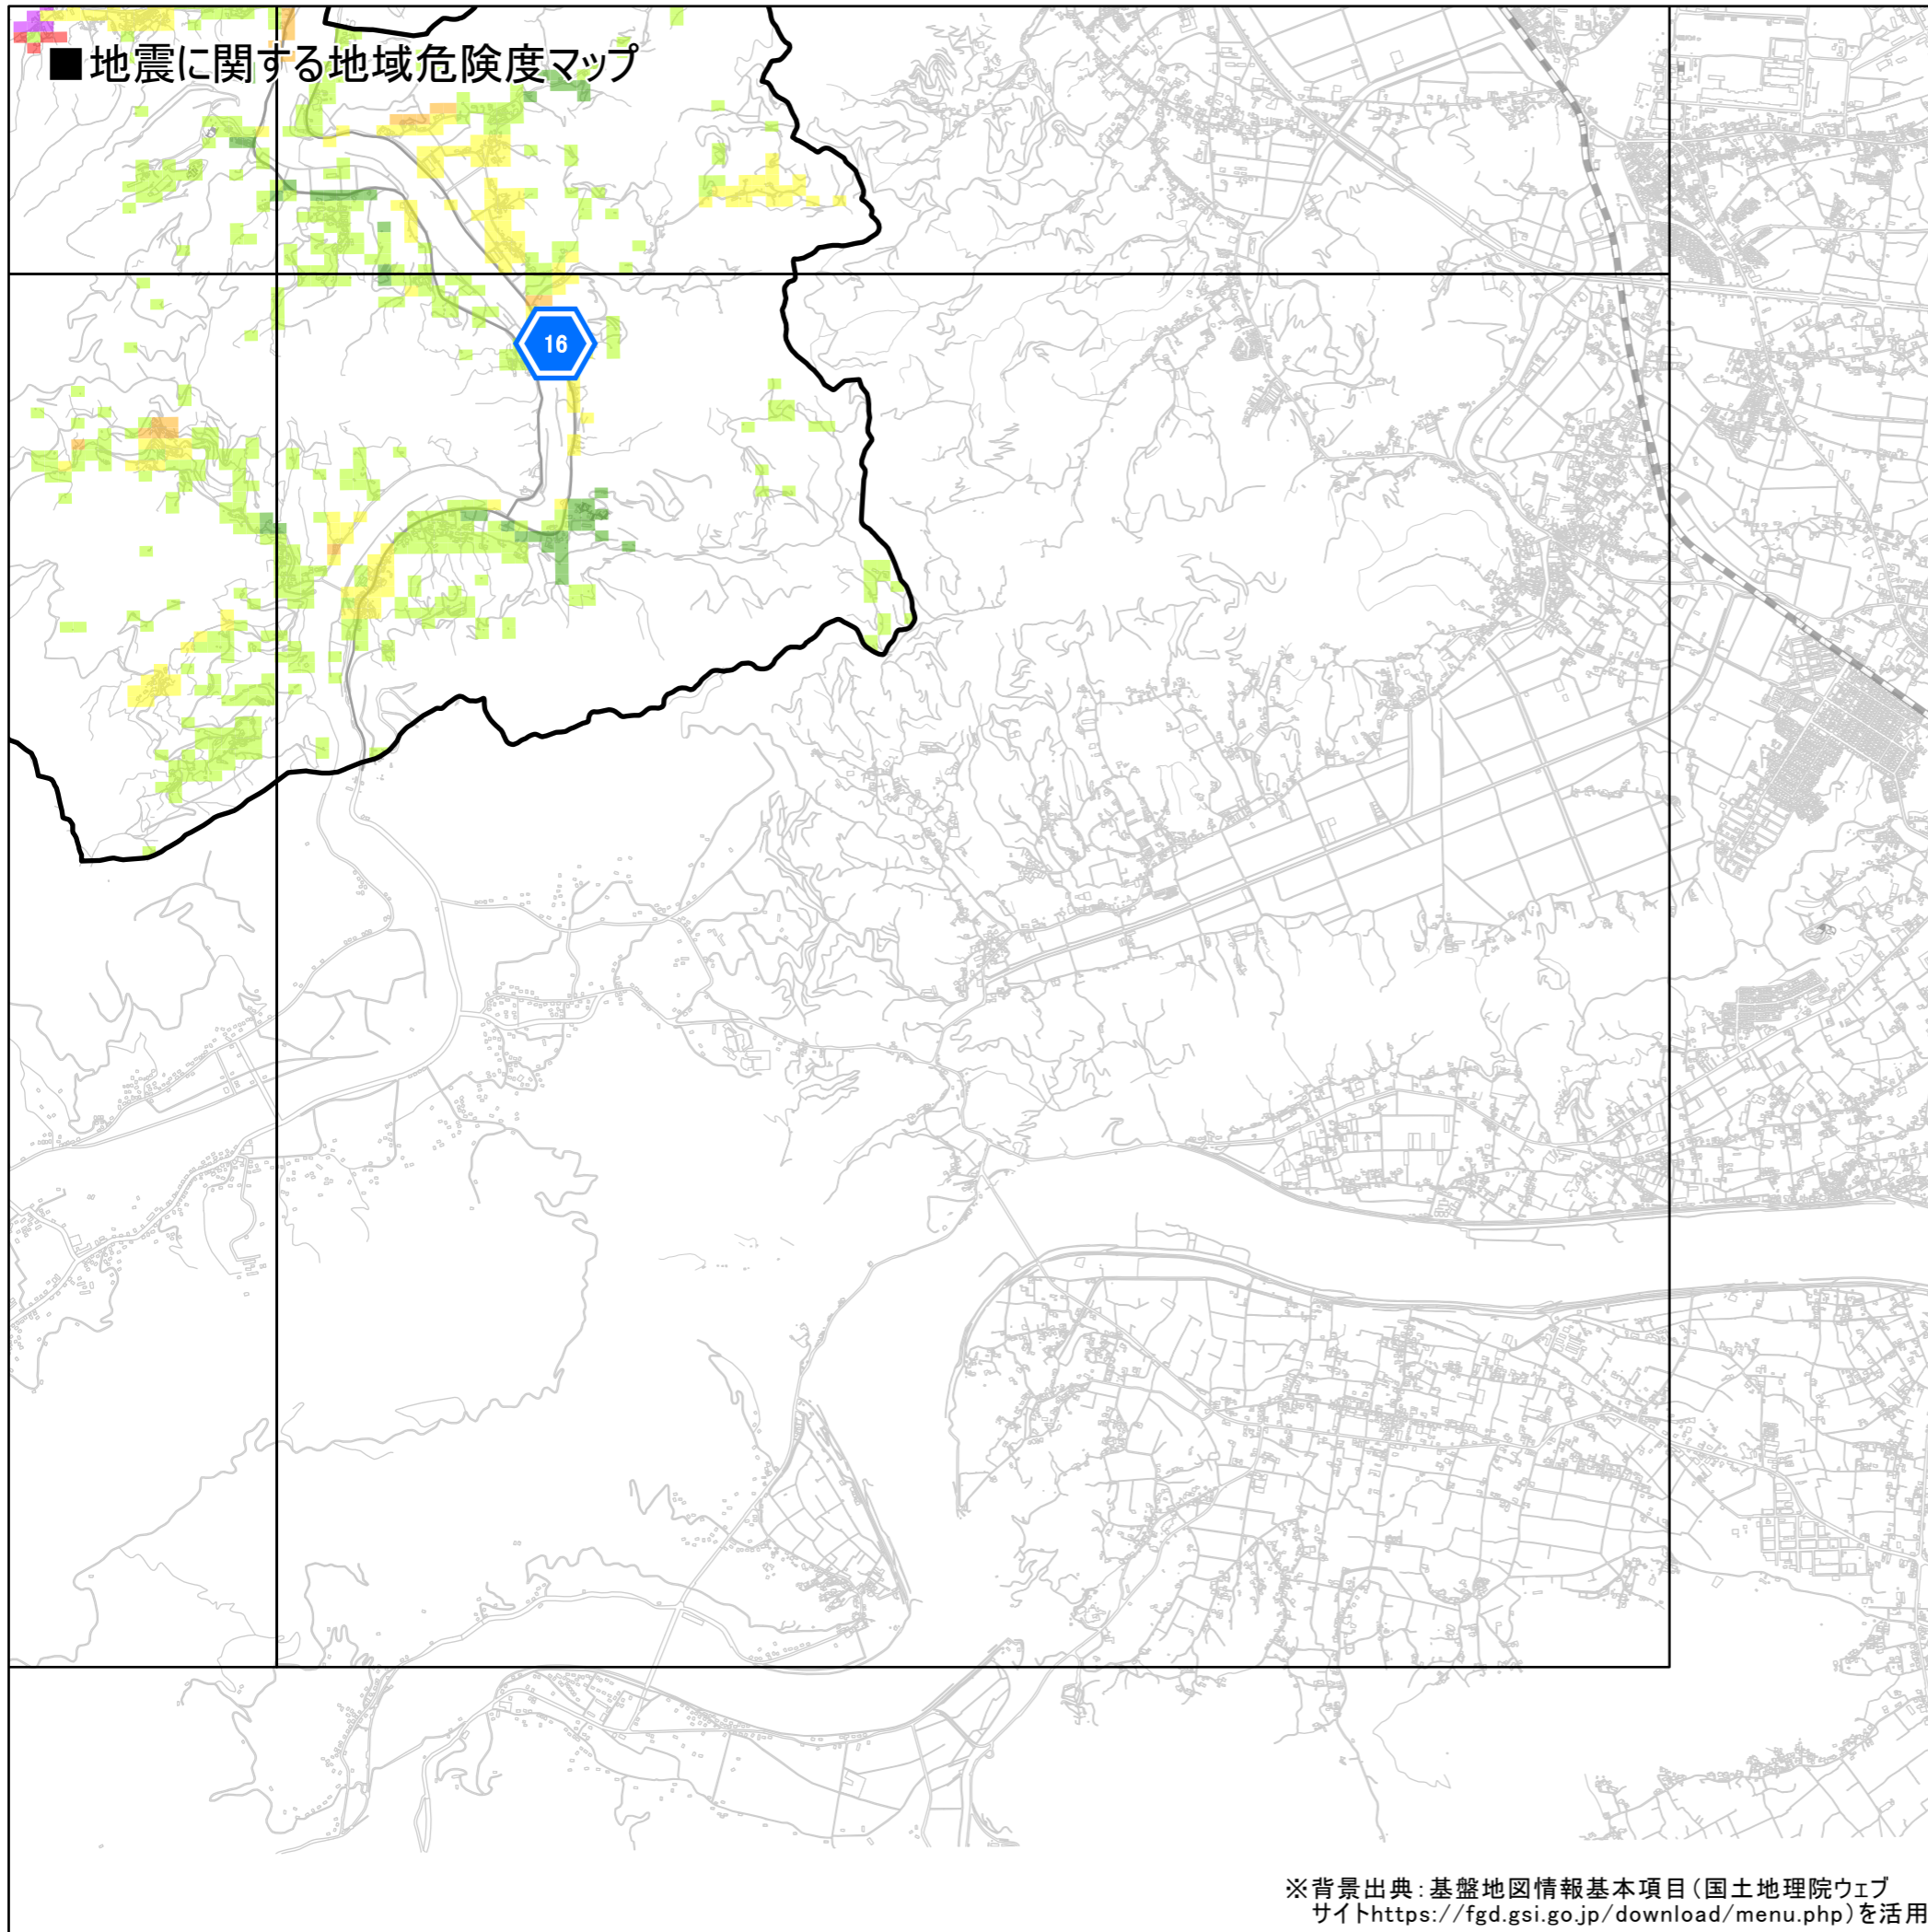 ■地震に関する地域危険度マップ
16
※背景出典：基盤地図情報基本項目（国土地理院ウェブ
サイトhttps://fgd.gsi.go.jp/download/menu.php）を活用